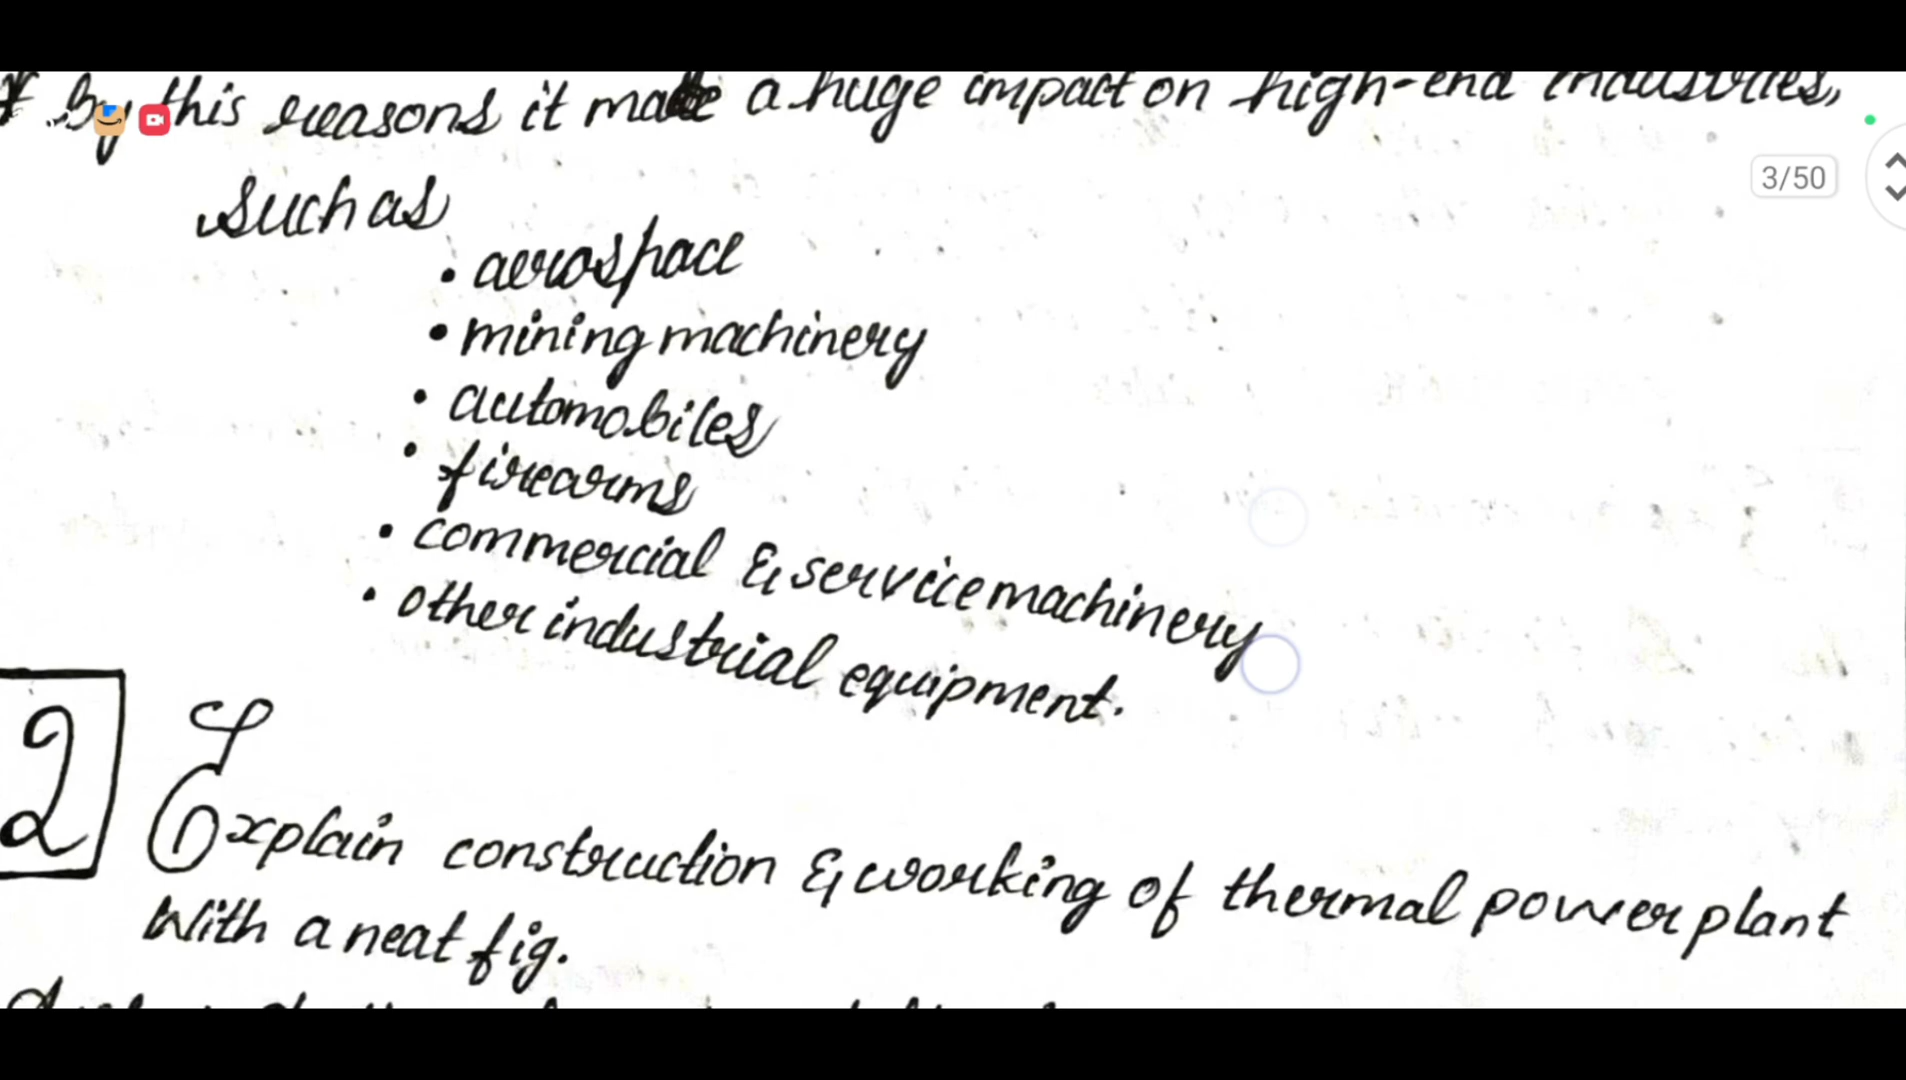 * By this reasons it made a huge impact on high-end industries,
3/50
such as
• aerospace
• mining machinery
• automobiles
• firearms
• commercial & service machinery
• other industrial equipment.
2 Explain construction & working of thermal power plant
With a neat fig.